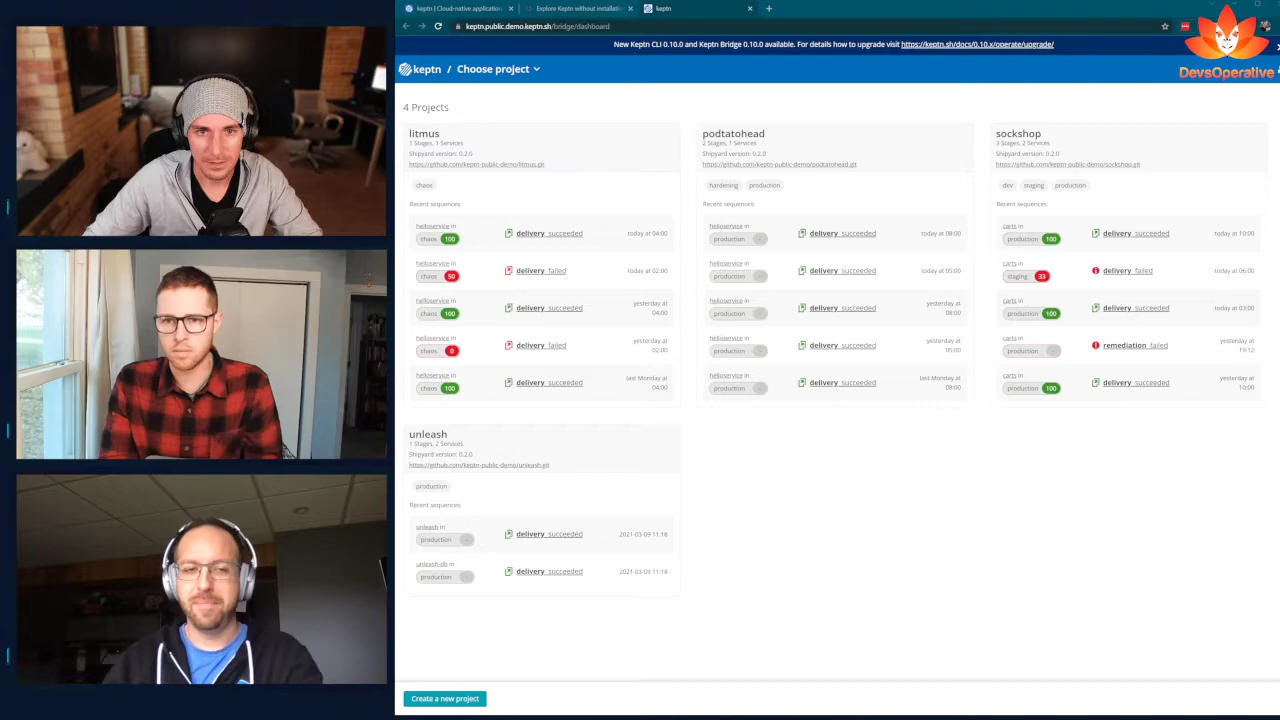 keptn | Cloud-native application
Explore Keptn without installatio
keptn
keptn.public.demo.keptn.sh/bridge/dashboard
New Keptn CLI 0.10.0 and Keptn Bridge 0.10.0 available. For details how to upgrade visit https://keptn.sh/docs/0.10.x/operate/upgrade/
DevsOperative
keptn / Choose project
4 Projects
litmus
1 Stages, 1 Services
Shipyard version: 0.2.0
https://github.com/keptn-public-demo/litmus.git
chaos
Recent sequences:
helloservice in
chaos 100
delivery succeeded
today at 04:00
helloservice in
chaos 50
delivery failed
today at 02:00
helloservice in
chaos 100
delivery succeeded
yesterday at
04:00
helloservice in
chaos 0
delivery failed
yesterday at
02:00
helloservice in
chaos 100
delivery succeeded
last Monday at
04:00
podtatohead
2 Stages, 1 Services
Shipyard version: 0.2.0
https://github.com/keptn-public-demo/podtatohead.git
hardening production
Recent sequences:
helloservice in
production -
delivery succeeded
today at 08:00
helloservice in
production -
delivery succeeded
today at 05:00
helloservice in
production -
delivery succeeded
yesterday at
08:00
helloservice in
production -
delivery succeeded
yesterday at
05:00
helloservice in
production -
delivery succeeded
last Monday at
08:00
sockshop
3 Stages, 2 Services
Shipyard version: 0.2.0
https://github.com/keptn-public-demo/sockshop.git
dev staging production
Recent sequences:
carts in
production 100
delivery succeeded
today at 10:00
carts in
staging 33
delivery failed
today at 06:00
carts in
production 100
delivery succeeded
today at 03:00
carts in
production -
remediation failed
yesterday at
19:12
carts in
production 100
delivery succeeded
yesterday at
10:00
unleash
1 Stages, 2 Services
Shipyard version: 0.2.0
https://github.com/keptn-public-demo/unleash.git
production
Recent sequences:
unleash in
production -
delivery succeeded
2021-03-09 11:18
unleash-db in
production -
delivery succeeded
2021-03-09 11:18
Create a new project